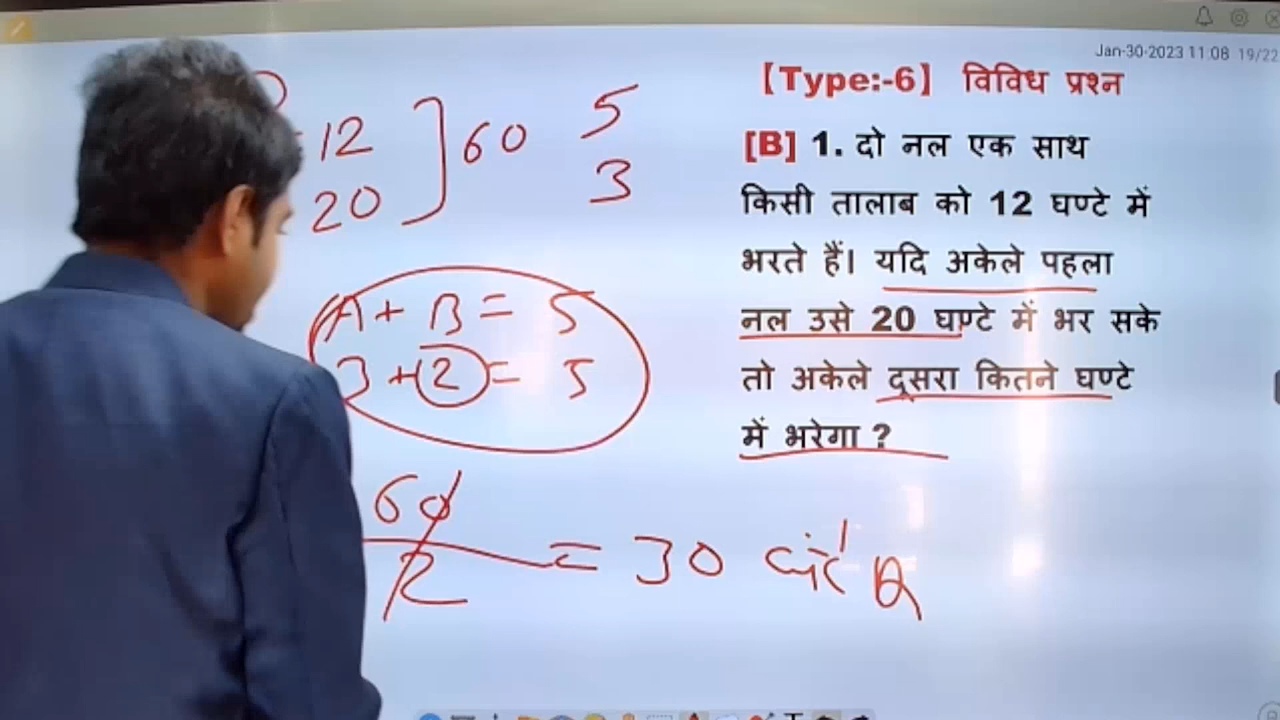 Jan-30-2023 11:08 19/22
【Type:-6】 विविध प्रश्न
[B] 1. दो नल एक साथ
किसी तालाब को 12 घण्टे में
भरते हैं। यदि अकेले पहला
नल उसे 20 घण्टे में भर सके
तो अकेले दूसरा कितने घण्टे
में भरेगा ?
12 ] 60 5
20 3
A + B = 5
3 + 2 = 5
60/2 = 30